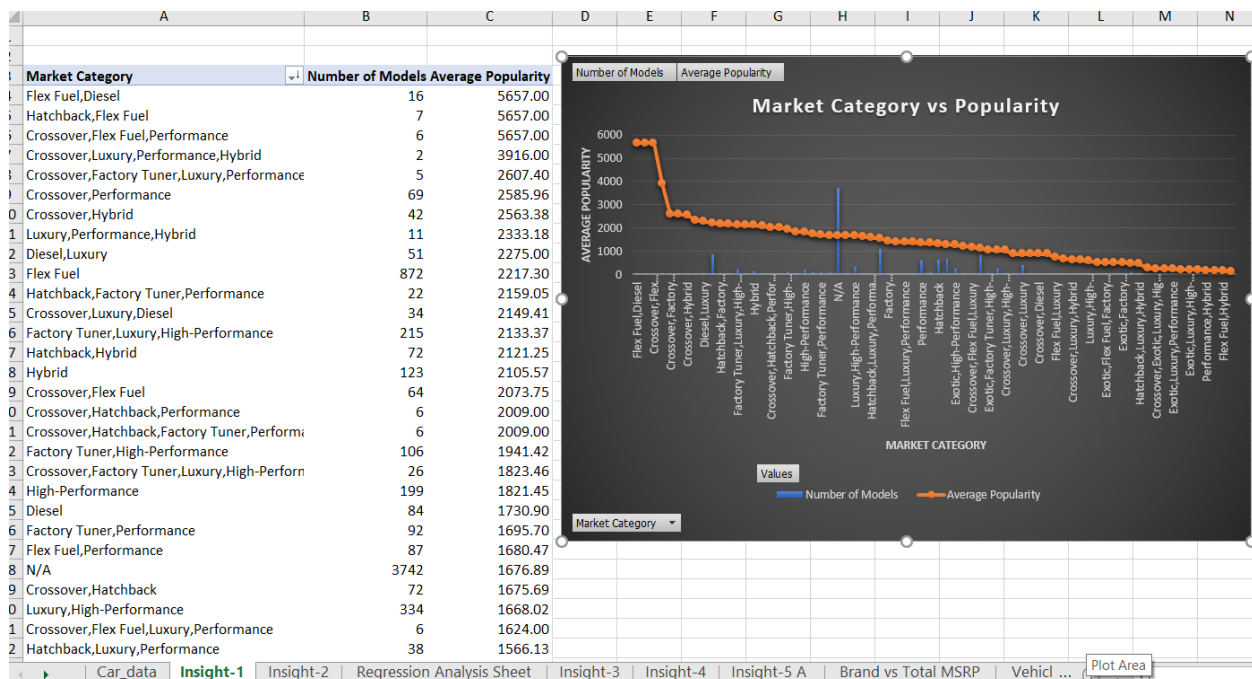 A B C D E F G H I J K L M N
Market Category Number of Models Average Popularity
Flex Fuel,Diesel 16 5657.00
Hatchback,Flex Fuel 7 5657.00
Crossover,Flex Fuel,Performance 6 5657.00
Crossover,Luxury,Performance,Hybrid 2 3916.00
Crossover,Factory Tuner,Luxury,Performance 5 2607.40
Crossover,Performance 69 2585.96
Crossover,Hybrid 42 2563.38
Luxury,Performance,Hybrid 11 2333.18
Diesel,Luxury 51 2275.00
Flex Fuel 872 2217.30
Hatchback,Factory Tuner,Performance 22 2159.05
Crossover,Luxury,Diesel 34 2149.41
Factory Tuner,Luxury,High-Performance 215 2133.37
Hatchback,Hybrid 72 2121.25
Hybrid 123 2105.57
Crossover,Flex Fuel 64 2073.75
Crossover,Hatchback,Performance 6 2009.00
Crossover,Hatchback,Factory Tuner,Performa 6 2009.00
Factory Tuner,High-Performance 106 1941.42
Crossover,Factory Tuner,Luxury,High-Perforn 26 1823.46
High-Performance 199 1821.45
Diesel 84 1730.90
Factory Tuner,Performance 92 1695.70
Flex Fuel,Performance 87 1680.47
N/A 3742 1676.89
Crossover,Hatchback 72 1675.69
Luxury,High-Performance 334 1668.02
Crossover,Flex Fuel,Luxury,Performance 6 1624.00
Hatchback,Luxury,Performance 38 1566.13
Number of Models Average Popularity
Market Category vs Popularity
AVERAGE POPULARITY
6000
5000
4000
3000
2000
1000
0
Flex Fuel,Diesel
Crossover,Flex...
Crossover,Factory...
Crossover,Hybrid
Diesel,Luxury
Hatchback,Factory...
Factory Tuner,Luxury,High-...
Hybrid
Crossover,Hatchback,Perfor...
Factory Tuner,High-...
High-Performance
Factory Tuner,Performance
N/A
Luxury,High-Performance
Hatchback,Luxury,Performa...
Factory...
Flex Fuel,Luxury,Performance
Performance
Hatchback
Exotic,High-Performance
Crossover,Flex Fuel,Luxury
Exotic,Factory Tuner,High-...
Crossover,Luxury,High-...
Crossover,Luxury
Crossover,Diesel
Flex Fuel,Luxury
Crossover,Luxury,Hybrid
Luxury,High-...
Exotic,Flex Fuel,Factory...
Exotic,Factory...
Hatchback,Luxury,Hybrid
Crossover,Exotic,Luxury,Hig...
Exotic,Luxury,Performance
Exotic,Luxury,High-...
Performance,Hybrid
Flex Fuel,Hybrid
MARKET CATEGORY
Values
Number of Models Average Popularity
Market Category
Car_data Insight-1 Insight-2 Regression Analysis Sheet Insight-3 Insight-4 Insight-5 A Brand vs Total MSRP Vehicl ...
Plot Area